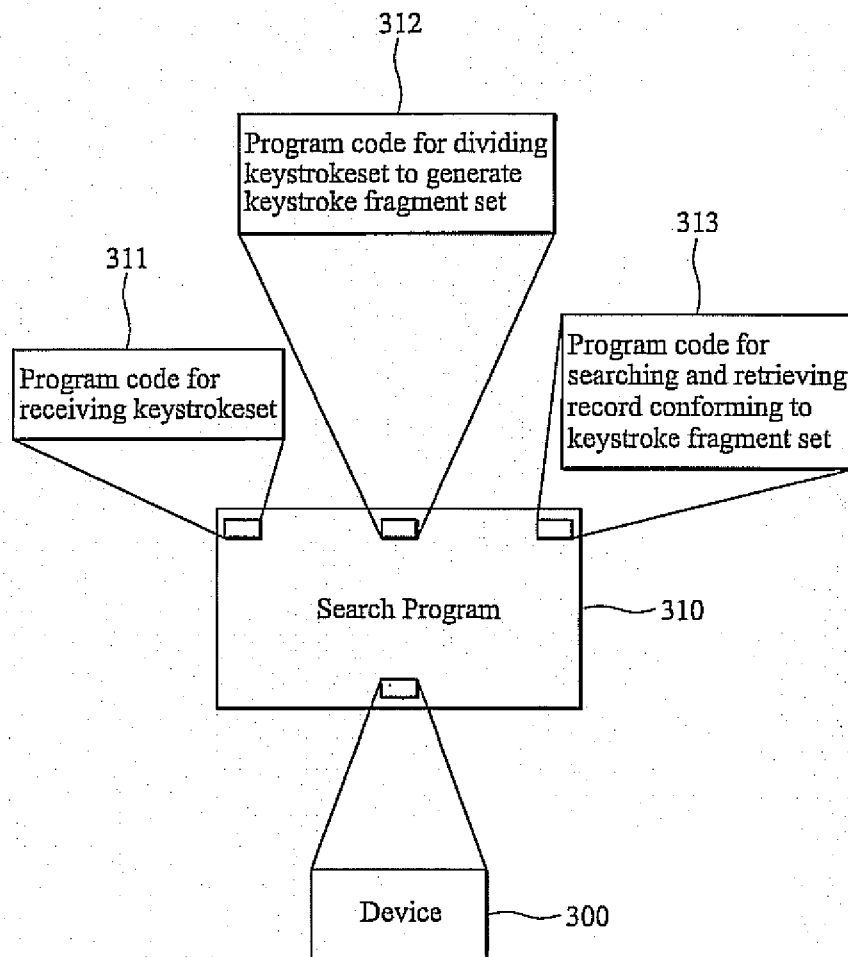 312
Program code for dividing
keystrokeset to generate
keystroke fragment set
313
311
Program code for
searching and retrieving
record conforming to
keystroke fragment set
Program code for
receiving keystrokeset
Search Program
310
Device
300